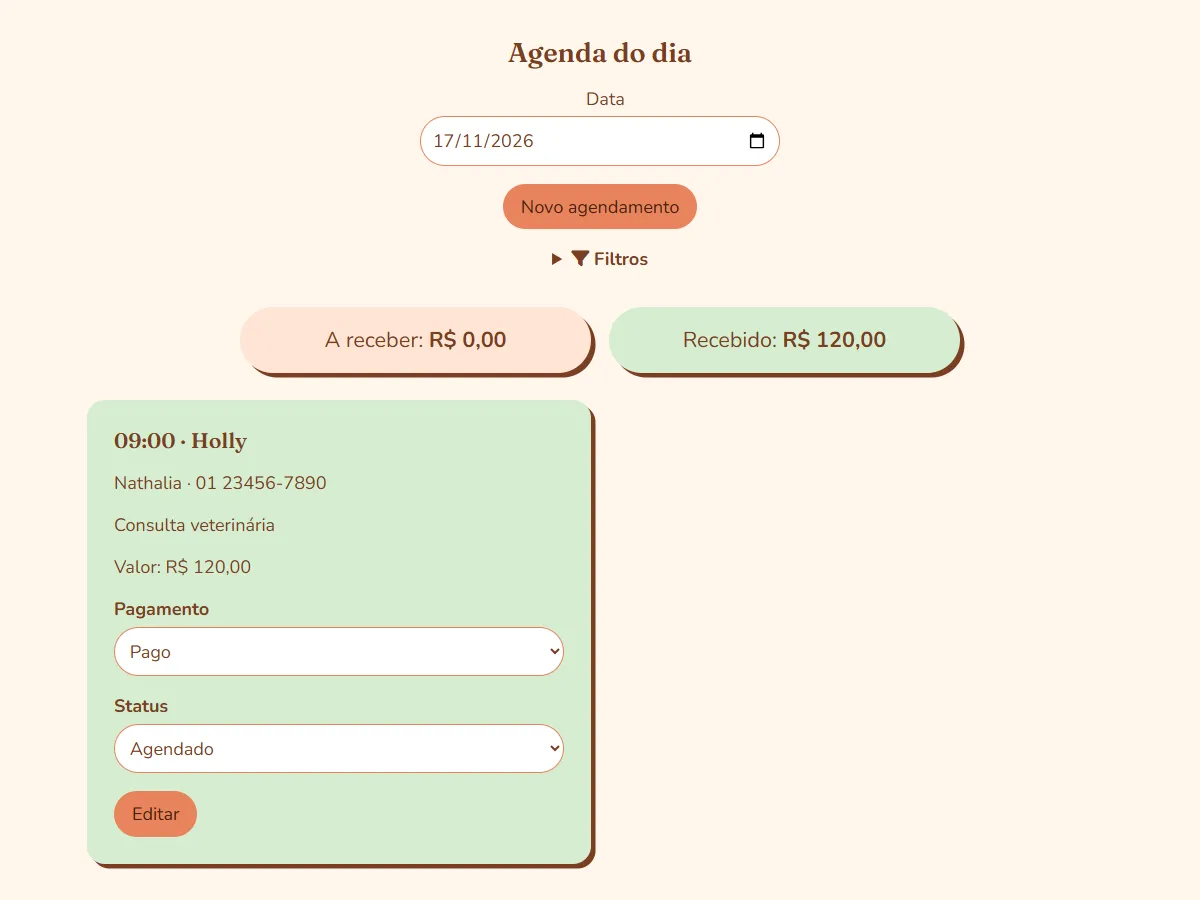 Agenda do dia
Data
17/11/2026
Novo agendamento
Filtros
A receber: R$ 0,00
Recebido: R$ 120,00
09:00 · Holly
Nathalia · 01 23456-7890
Consulta veterinária
Valor: R$ 120,00
Pagamento
Pago
Status
Agendado
Editar